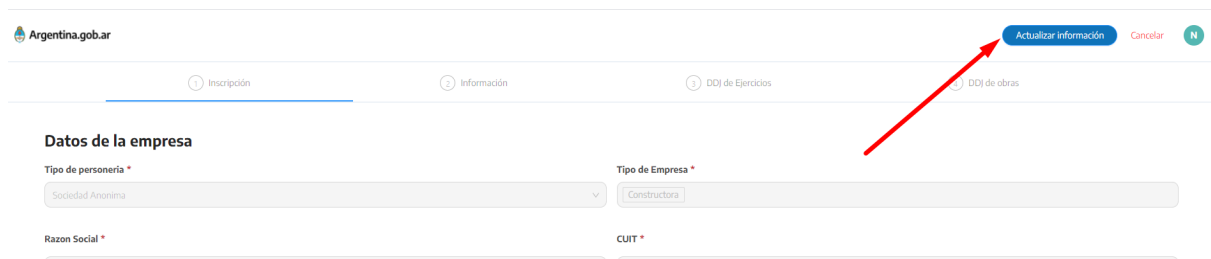 Argentina.gob.ar
Actualizar información Cancelar N
1 Inscripción 2 Información 3 DDJ de Ejercicios 4 DDJ de obras
Datos de la empresa
Tipo de personeria * Tipo de Empresa *
Sociedad Anonima Constructora
Razon Social * CUIT *